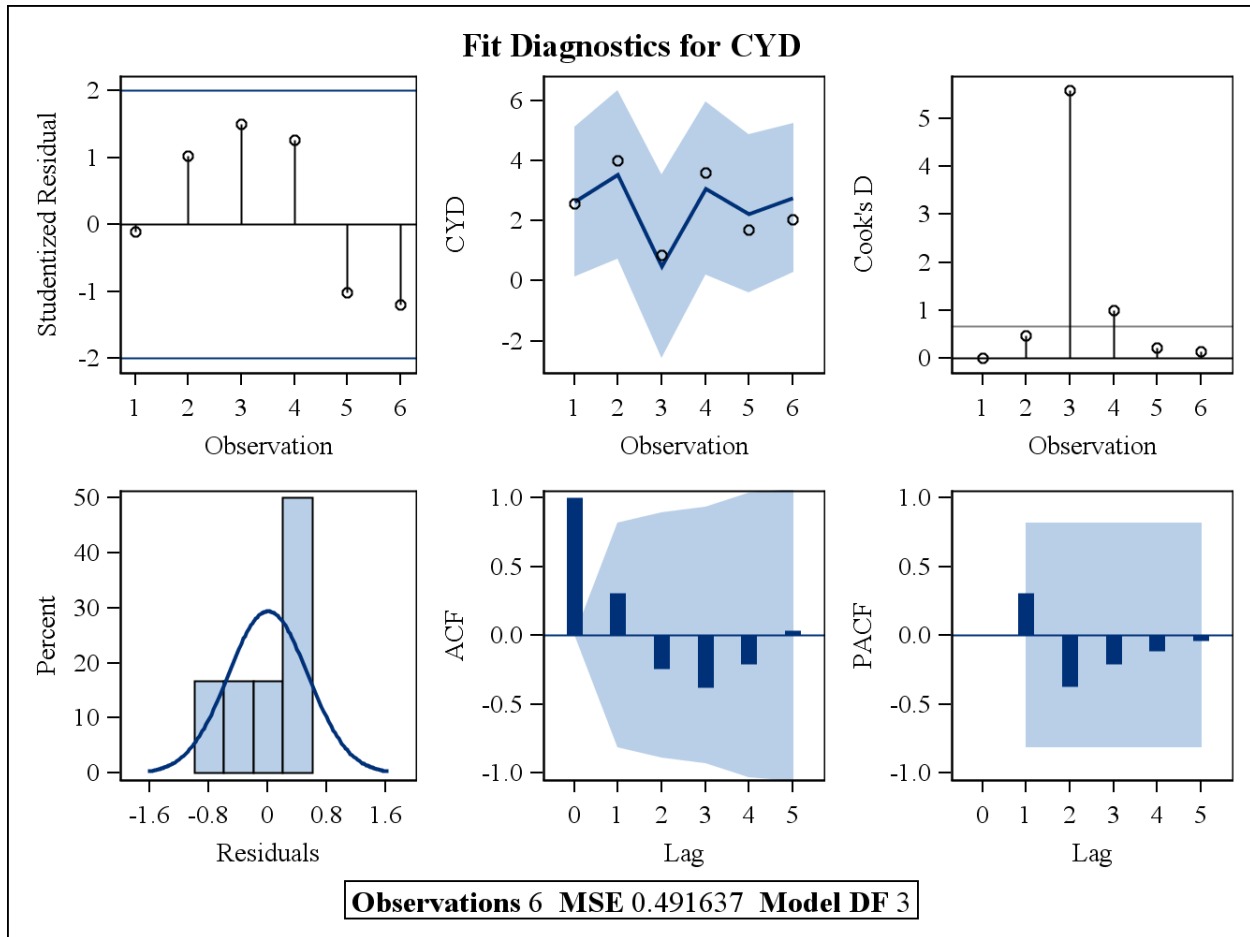 Fit Diagnostics for CYD
Studentized Residual
2
1
0
-1
-2
1 2 3 4 5 6
Observation
CYD
6
4
2
0
-2
1 2 3 4 5 6
Observation
Cook's D
5
4
3
2
1
0
1 2 3 4 5 6
Observation
Percent
50
40
30
20
10
0
-1.6 -0.8 0 0.8 1.6
Residuals
ACF
1.0
0.5
0.0
-0.5
-1.0
0 1 2 3 4 5
Lag
PACF
1.0
0.5
0.0
-0.5
-1.0
0 1 2 3 4 5
Lag
Observations 6 MSE 0.491637 Model DF 3